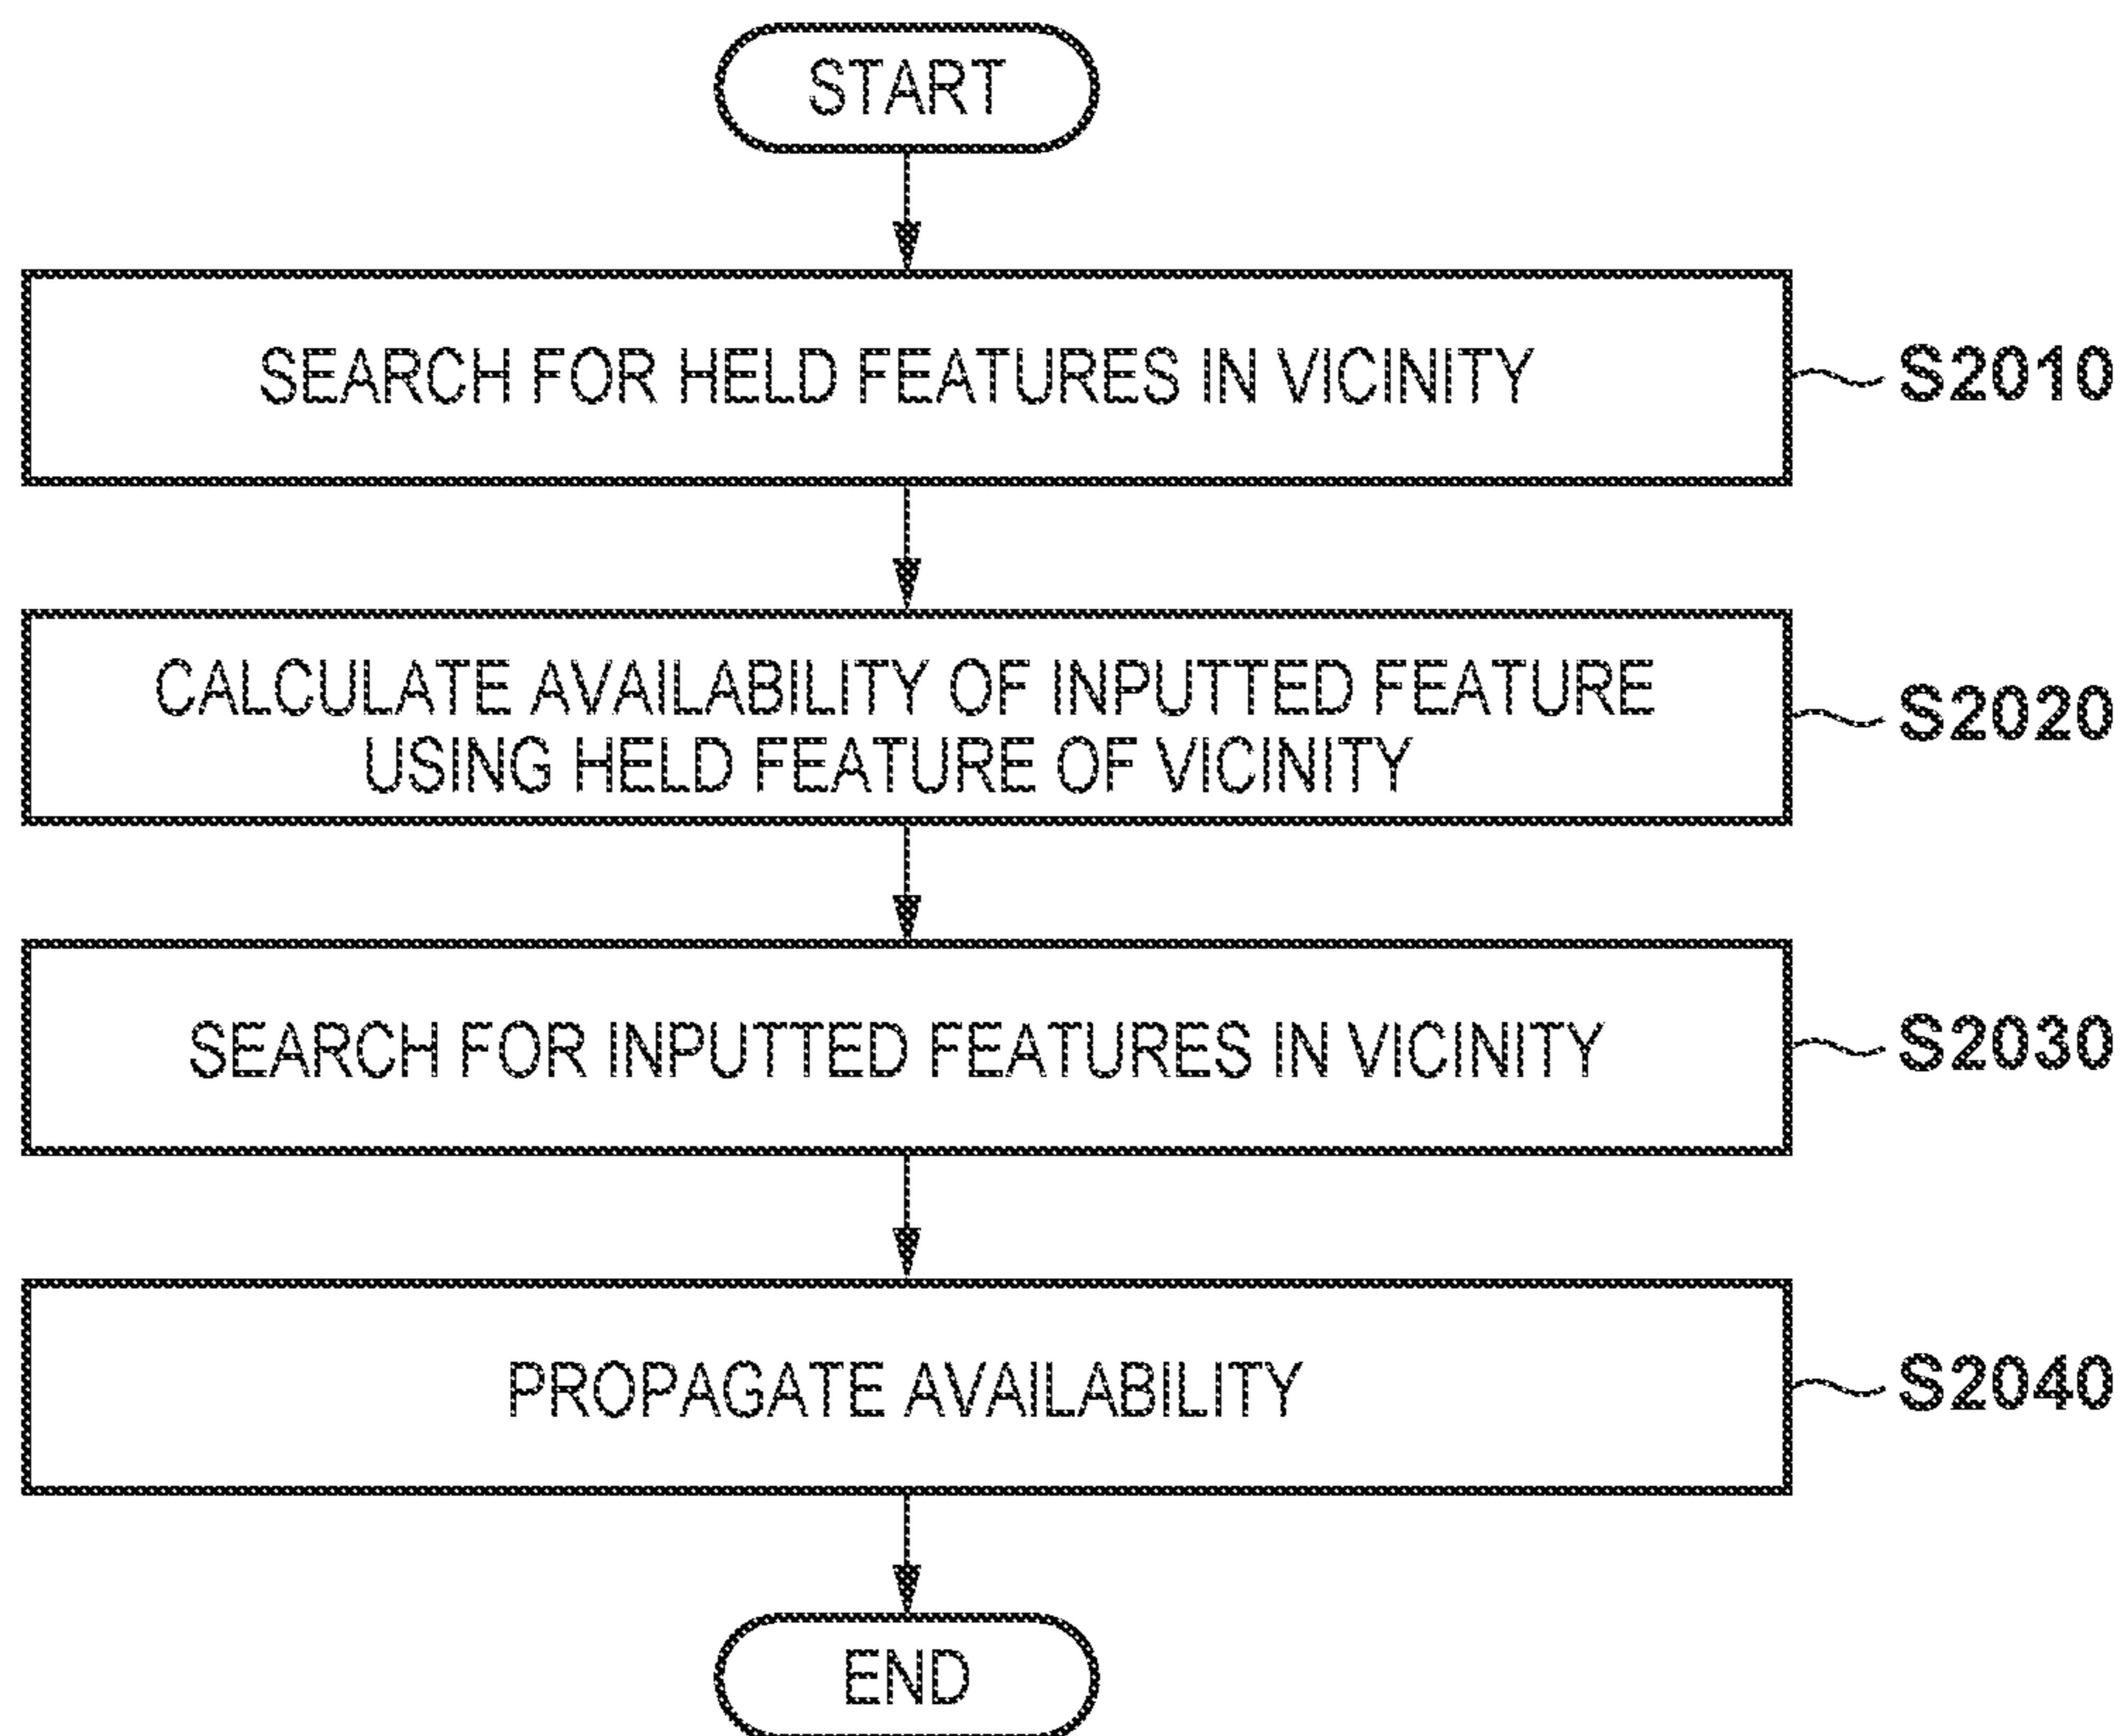 START
SEARCH FOR HELD FEATURES IN VICINITY
S2010
CALCULATE AVAILABILITY OF INPUTTED FEATURE
USING HELD FEATURE OF VICINITY
S2020
SEARCH FOR INPUTTED FEATURES IN VICINITY
S2030
PROPAGATE AVAILABILITY
S2040
END